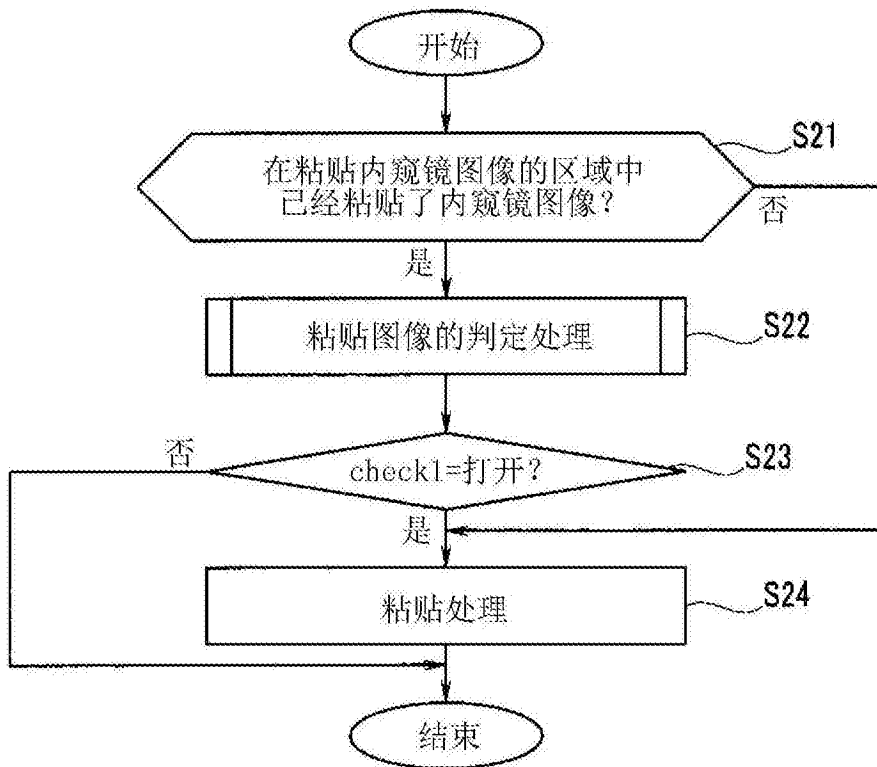 开始
S21
在粘贴内窥镜图像的区域中
已经粘贴了内窥镜图像?
否
是
粘贴图像的判定处理
S22
否
check1=打开?
S23
是
粘贴处理
S24
结束